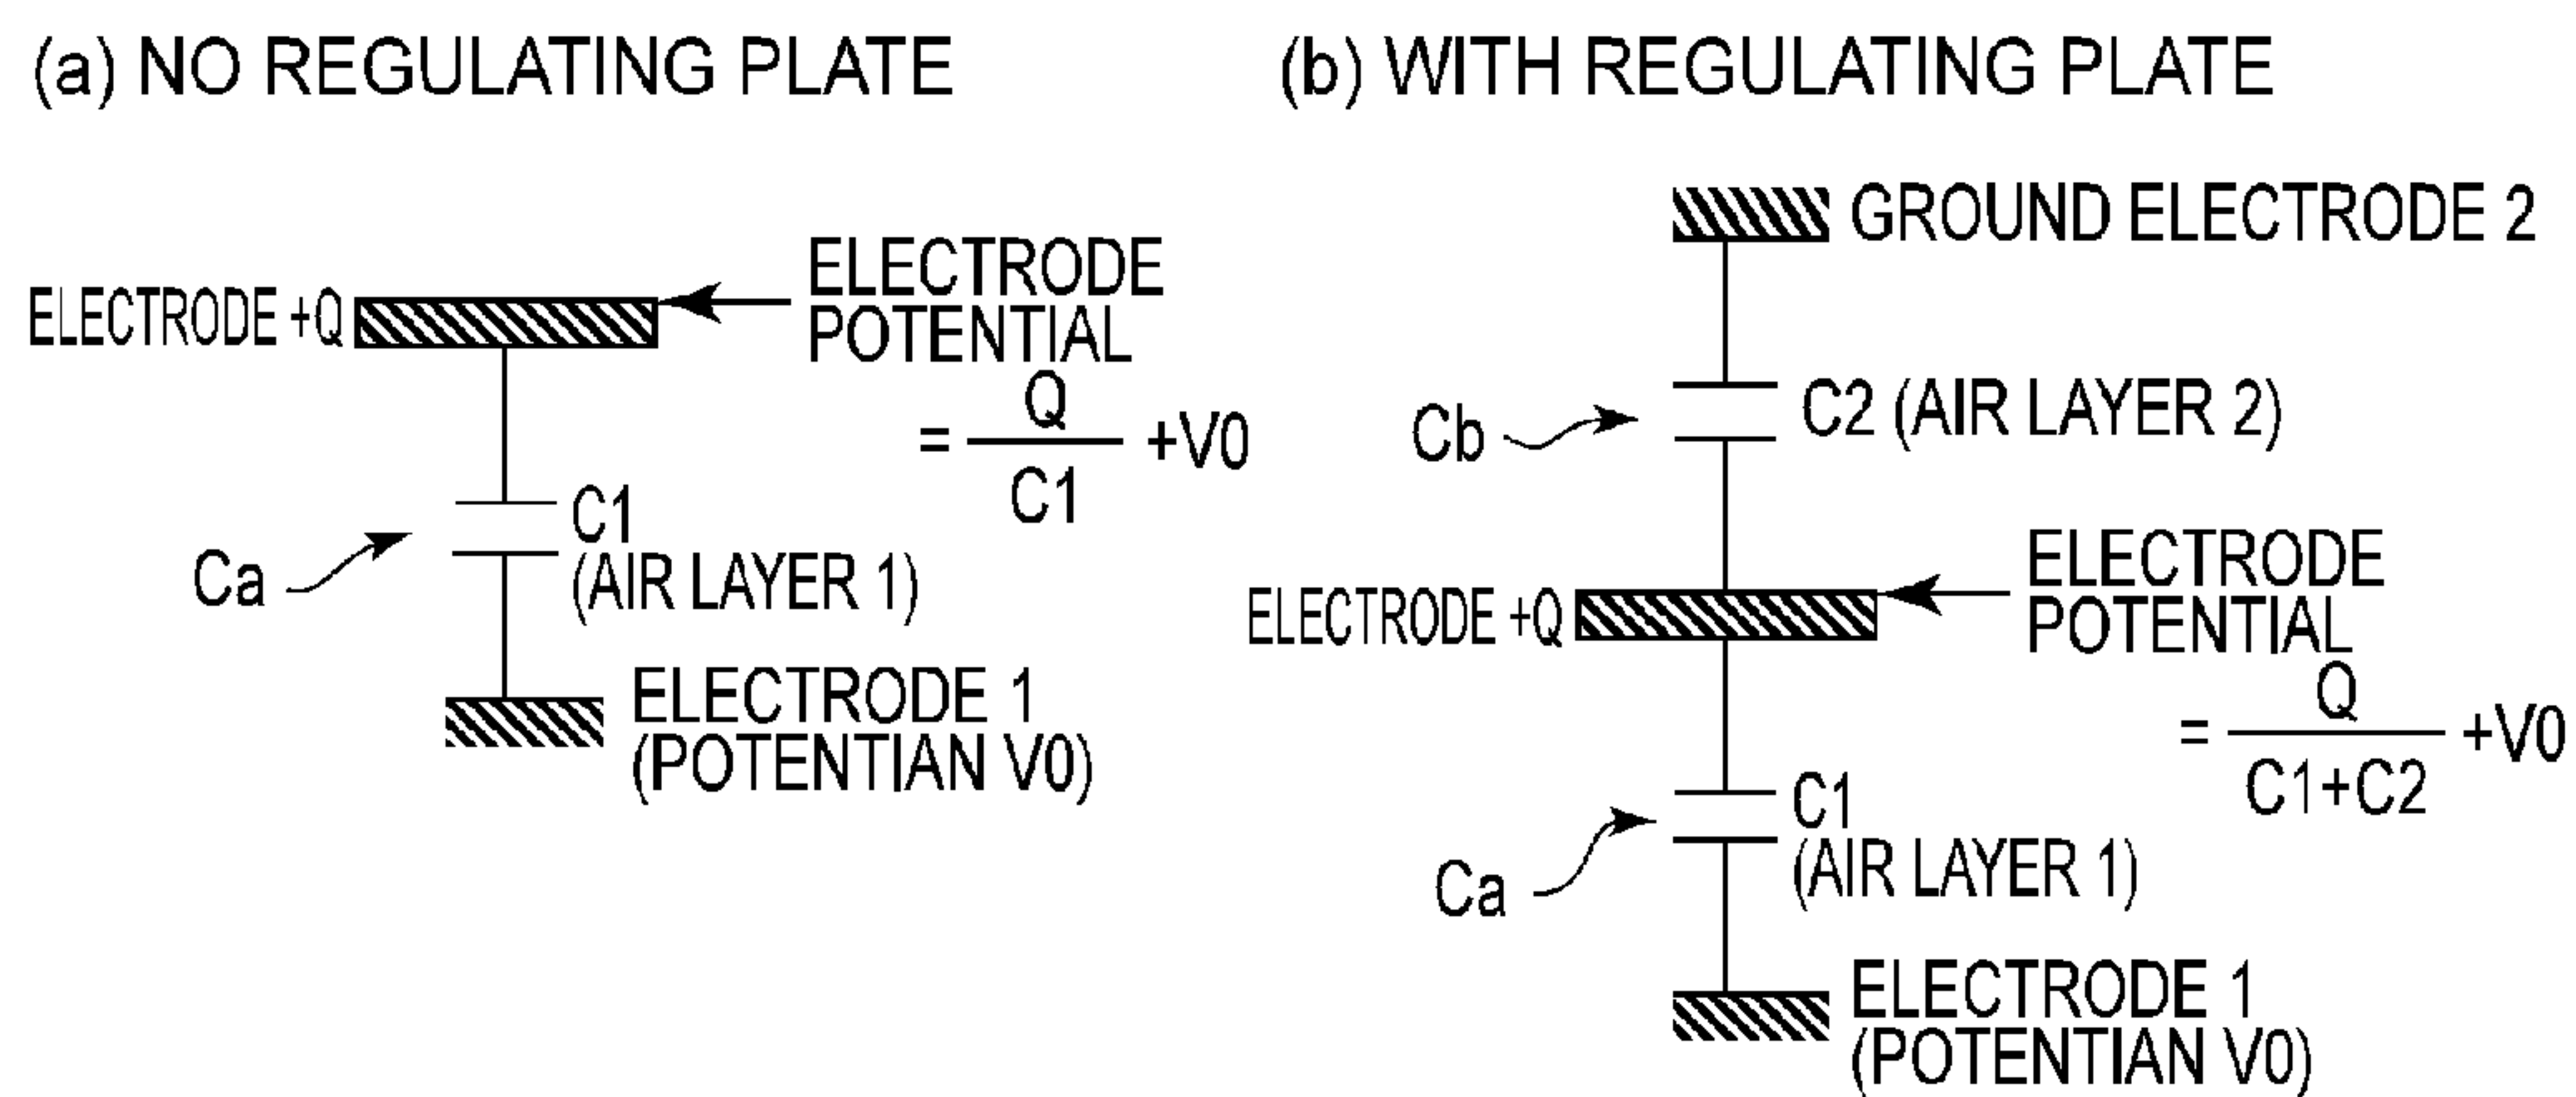 (a) NO REGULATING PLATE
ELECTRODE +Q
ELECTRODE
POTENTIAL
= Q / C1 +V0
Ca
C1
(AIR LAYER 1)
ELECTRODE 1
(POTENTIAN V0)
(b) WITH REGULATING PLATE
GROUND ELECTRODE 2
Cb
C2 (AIR LAYER 2)
ELECTRODE +Q
ELECTRODE
POTENTIAL
= Q / C1+C2 +V0
Ca
C1
(AIR LAYER 1)
ELECTRODE 1
(POTENTIAN V0)